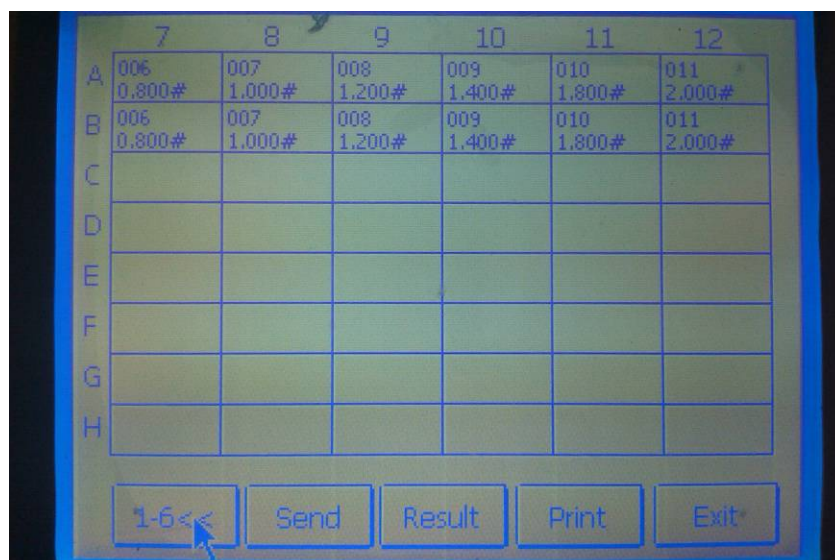 7 8 9 10 11 12
A 006 007 008 009 010 011
0.800# 1.000# 1.200# 1.400# 1.800# 2.000#
B 006 007 008 009 010 011
0.800# 1.000# 1.200# 1.400# 1.800# 2.000#
C
D
E
F
G
H
1-6<< Send Result Print Exit